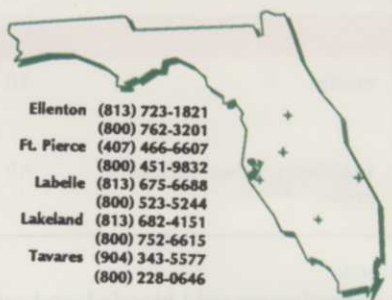 Ellenton (813) 723-1821
(800) 762-3201
Ft. Pierce (407) 466-6607
(800) 451-9832
Labelle (813) 675-6688
(800) 523-5244
Lakeland (813) 682-4151
(800) 752-6615
Tavares (904) 343-5577
(800) 228-0646